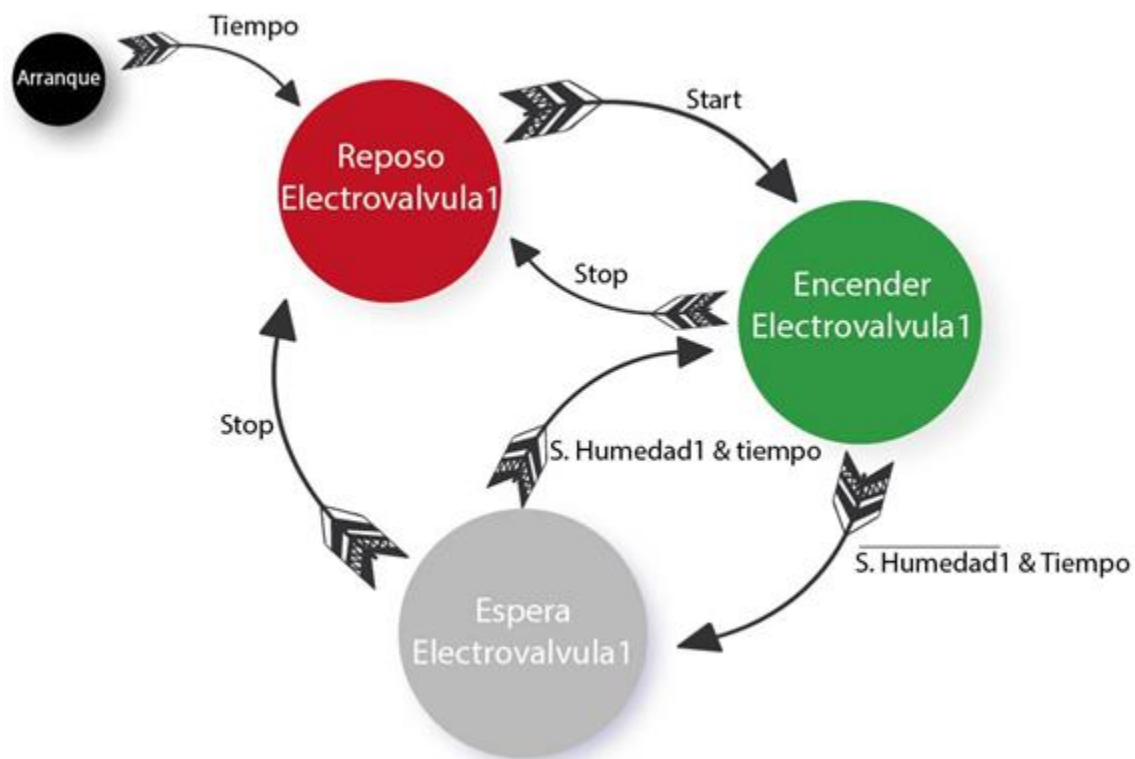 Tiempo
Arranque
Start
Reposo
Electrovalvula1
Stop
Encender
Electrovalvula1
Stop
S. Humedad1 & tiempo
S. Humedad1 & Tiempo
Espera
Electrovalvula1